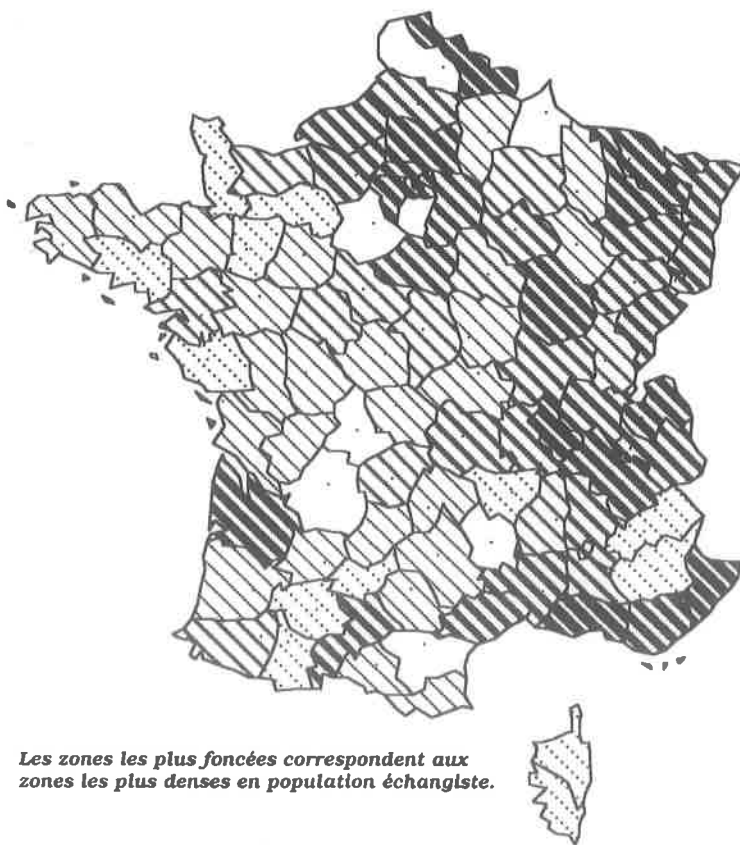 Les zones les plus foncées correspondent aux
zones les plus denses en population échangiste.